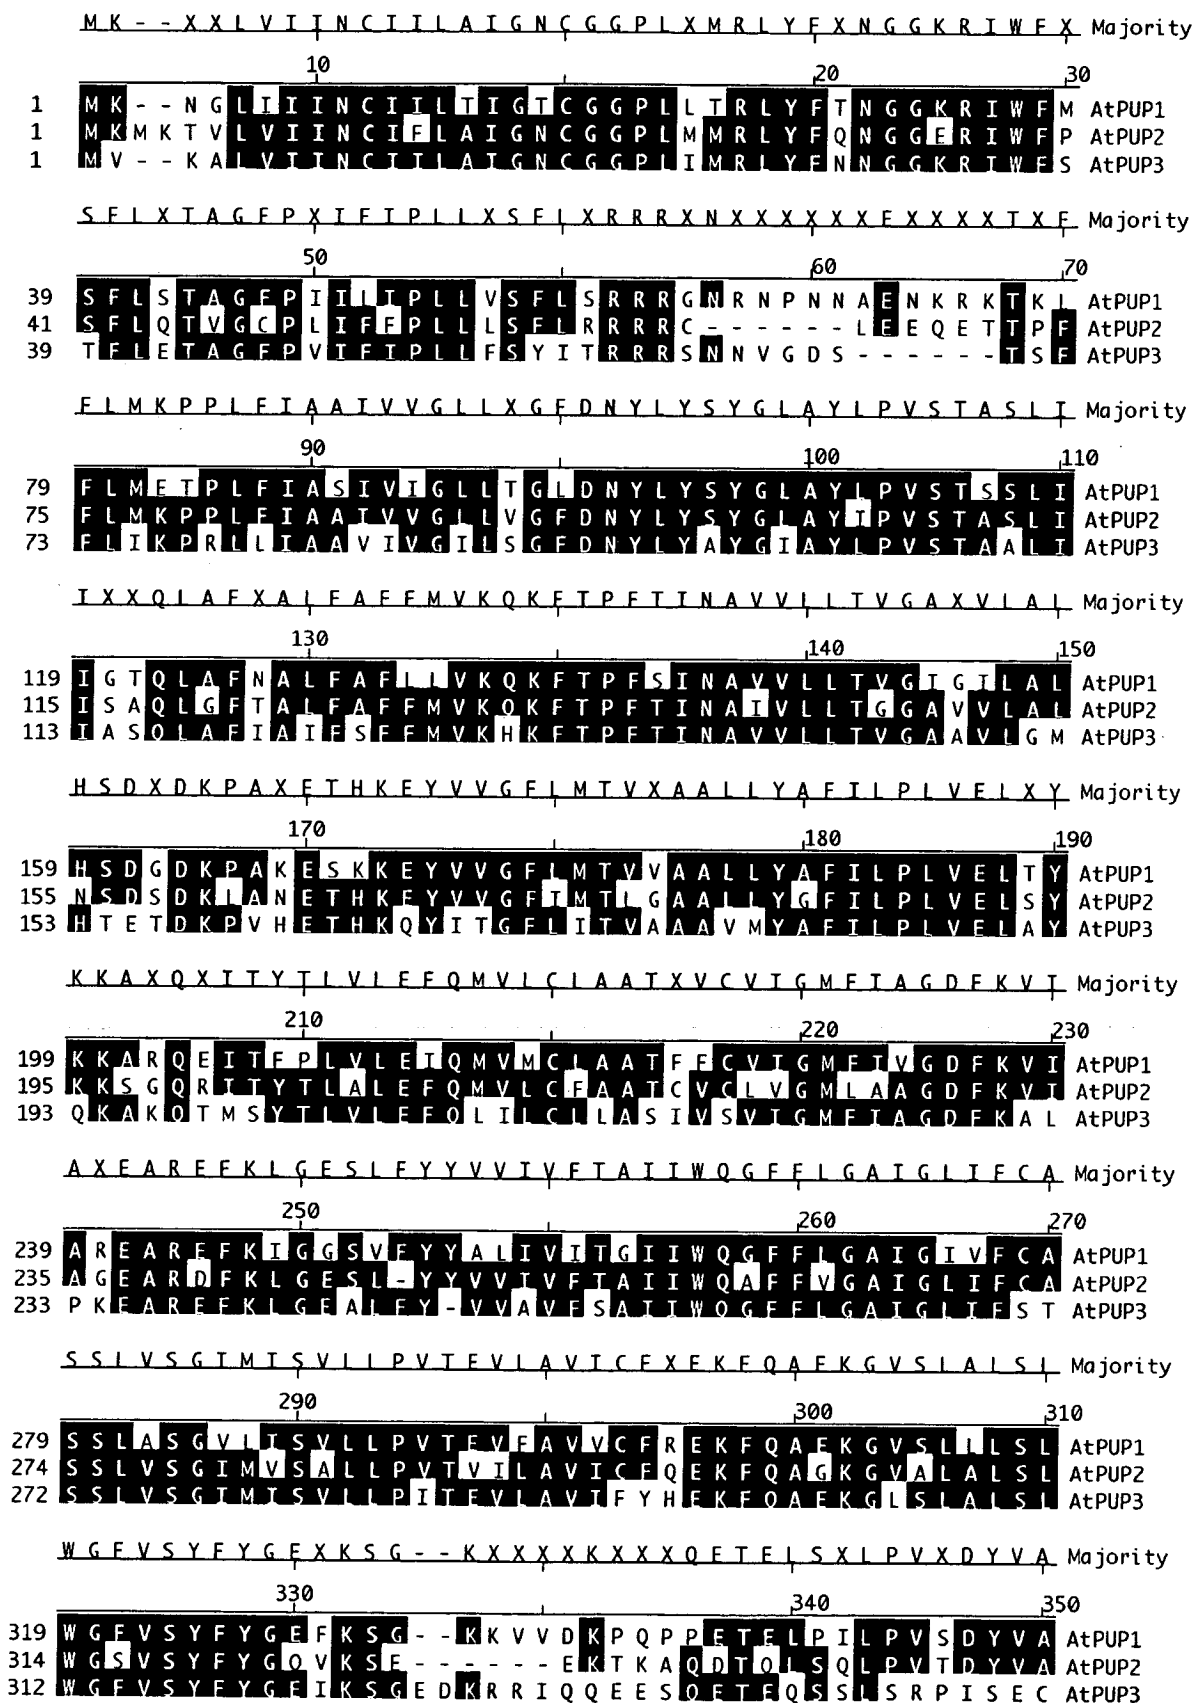 M K - - X X L V I I N C I I L A I G N C G G P L X M R L Y F X N G G K R I W F X Majority
10 20 30
1 M K - - N G L I I I N C I I L T I G T C G G P L L T R L Y F T N G G K R I W F M AtPUP1
1 M K M K T V L V I I N C I F L A I G N C G G P L M M R L Y F Q N G G E R I W F P AtPUP2
1 M V - - K A L V I I N C I I L A I G N C G G P L I M R L Y F N N G G K R I W F S AtPUP3
S F L X T A G F P X I F I P L L X S F L X R R R X N X X X X X X E X X X X T X F Majority
50 60 70
39 S F L S T A G F P I I L I P L L V S F L S R R R G N R N P N N A E N K R K T K L AtPUP1
41 S F L Q T V G C P L I F F P L L L S F L R R R R C - - - - - - L E E Q E T T P F AtPUP2
39 T F L E T A G F P V I F I P L L F S Y I T R R R S N N V G D S - - - - - - T S F AtPUP3
F L M K P P L F I A A I V V G L L X G F D N Y L Y S Y G L A Y L P V S T A S L I Majority
90 100 110
79 F L M E T P L F I A S I V I G L L T G L D N Y L Y S Y G L A Y L P V S T S S L I AtPUP1
75 F L M K P P L F I A A I V V G L L V G F D N Y L Y S Y G L A Y I P V S T A S L I AtPUP2
73 F L I K P R L L I A A V I V G I L S G F D N Y L Y A Y G I A Y L P V S T A A L I AtPUP3
I X X Q L A F X A L F A F F M V K Q K F T P F T I N A V V L L T V G A X V L A L Majority
130 140 150
119 I G T Q L A F N A L F A F L L V K Q K F T P F S I N A V V L L T V G I G I L A L AtPUP1
115 I S A Q L G F T A L F A F F M V K Q K F T P F T I N A I V L L T G G A V V L A L AtPUP2
113 I A S Q L A F I A I F S F F M V K H K F T P F T I N A V V L L T V G A A V L G M AtPUP3
H S D X D K P A X E T H K E Y V V G F L M T V X A A L L Y A F I L P L V E L X Y Majority
170 180 190
159 H S D G D K P A K E S K K E Y V V G F L M T V V A A L L Y A F I L P L V E L T Y AtPUP1
155 N S D S D K L A N E T H K E Y V V G F I M T L G A A L L Y G F I L P L V E L S Y AtPUP2
153 H T E T D K P V H E T H K Q Y I T G F L I T V A A A V M Y A F I L P L V E L A Y AtPUP3
K K A X Q X I T Y T L V L E F Q M V L C L A A T X V C V I G M F I A G D F K V I Majority
210 220 230
199 K K A R Q E I T F P L V L E I Q M V M C L A A T F F C V I G M F I V G D F K V I AtPUP1
195 K K S G Q R I T Y T L A L E F Q M V L C F A A T C V C L V G M L A A G D F K V I AtPUP2
193 Q K A K Q T M S Y T L V L E F Q L I L C L L A S I V S V I G M F I A G D F K A L AtPUP3
A X E A R E F K L G E S L F Y Y V V I V F T A I I W Q G F F L G A I G L I F C A Majority
250 260 270
239 A R E A R E F K I G G S V F Y Y A L I V I T G I I W Q G F F L G A I G I V F C A AtPUP1
235 A G E A R D F K L G E S L - Y Y V V I V F T A I I W Q A F F V G A I G L I F C A AtPUP2
233 P K E A R E F K L G E A L F Y - V V A V F S A I I W Q G F F L G A I G L I F S T AtPUP3
S S L V S G I M I S V L L P V T E V L A V I C F X E K F Q A E K G V S L A L S L Majority
290 300 310
279 S S L A S G V L I S V L L P V T E V F A V V C F R E K F Q A E K G V S L L L S L AtPUP1
274 S S L V S G I M V S A L L P V T V I L A V I C F Q E K F Q A G K G V A L A L S L AtPUP2
272 S S L V S G I M I S V L L P I T E V L A V I F Y H E K F Q A E K G L S L A L S L AtPUP3
W G F V S Y F Y G E X K S G - - K X X X X K X X X Q E T E L S X L P V X D Y V A Majority
330 340 350
319 W G F V S Y F Y G E F K S G - - K K V V D K P Q P P E T E L P I L P V S D Y V A AtPUP1
314 W G S V S Y F Y G Q V K S E - - - - - - E K T K A Q D T Q L S Q L P V T D Y V A AtPUP2
312 W G F V S Y F Y G E I K S G E D K R R I Q Q E E S Q E T E Q S S L S R P I S E C AtPUP3